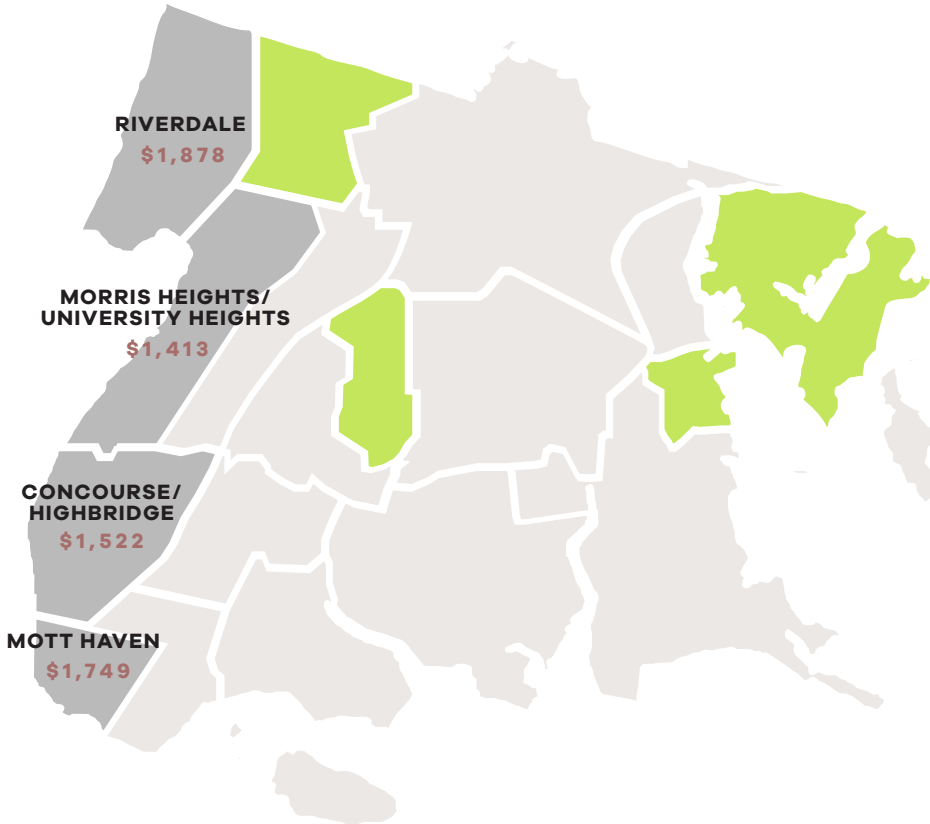 RIVERDALE
$1,878
MORRIS HEIGHTS/
UNIVERSITY HEIGHTS
$1,413
CONCOURSE/
HIGHBRIDGE
$1,522
MOTT HAVEN
$1,749